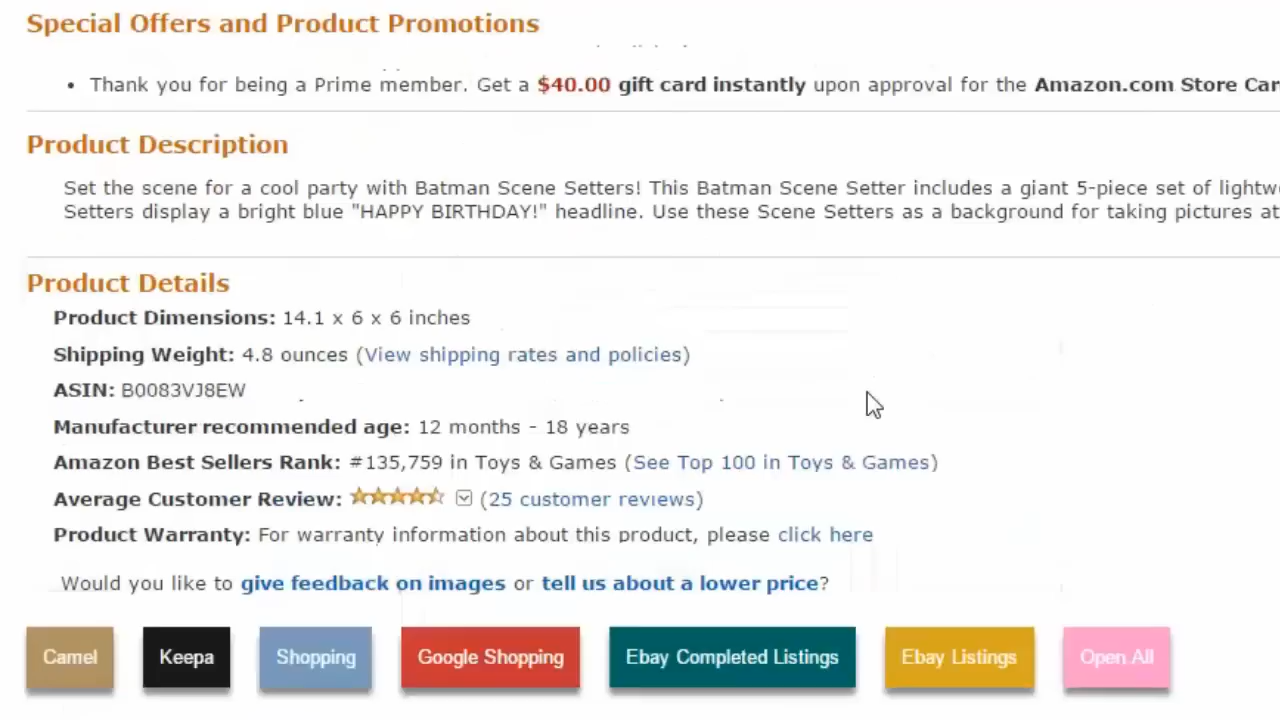 Special Offers and Product Promotions
• Thank you for being a Prime member. Get a $40.00 gift card instantly upon approval for the Amazon.com Store
Product Description
Set the scene for a cool party with Batman Scene Setters! This Batman Scene Setter includes a giant 5-piece set of
Setters display a bright blue "HAPPY BIRTHDAY!" headline. Use these Scene Setters as a background for taking pictures at
Product Details
Product Dimensions: 14.1 x 6 x 6 inches
Shipping Weight: 4.8 ounces (View shipping rates and policies)
ASIN: B0083VJ8EW
Manufacturer recommended age: 12 months - 18 years
Amazon Best Sellers Rank: #135,759 in Toys & Games (See Top 100 in Toys & Games)
Average Customer Review: (25 customer reviews)
Product Warranty: For warranty information about this product, please click here
Would you like to give feedback on images or tell us about a lower price?
Camel Keepa Shopping Google Shopping Ebay Completed Listings Ebay Listings Open All